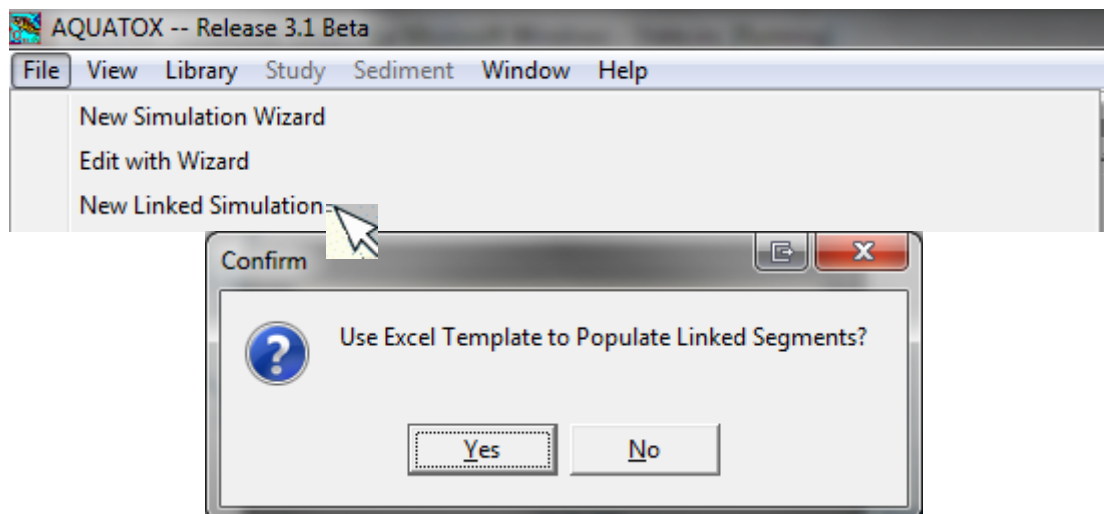 AQUATOX -- Release 3.1 Beta
File View Library Study Sediment Window Help
New Simulation Wizard
Edit with Wizard
New Linked Simulation
Confirm
Use Excel Template to Populate Linked Segments?
Yes No